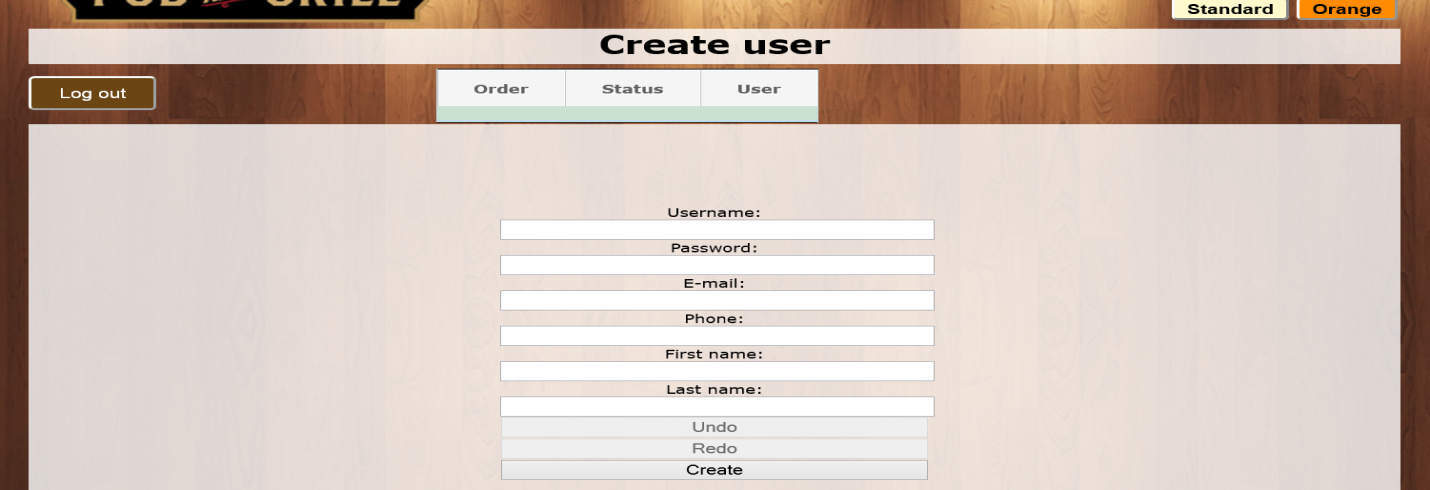 Standard
Orange
Create user
Log out
Order
Status
User
Username:
Password:
E-mail:
Phone:
First name:
Last name:
Undo
Redo
Create